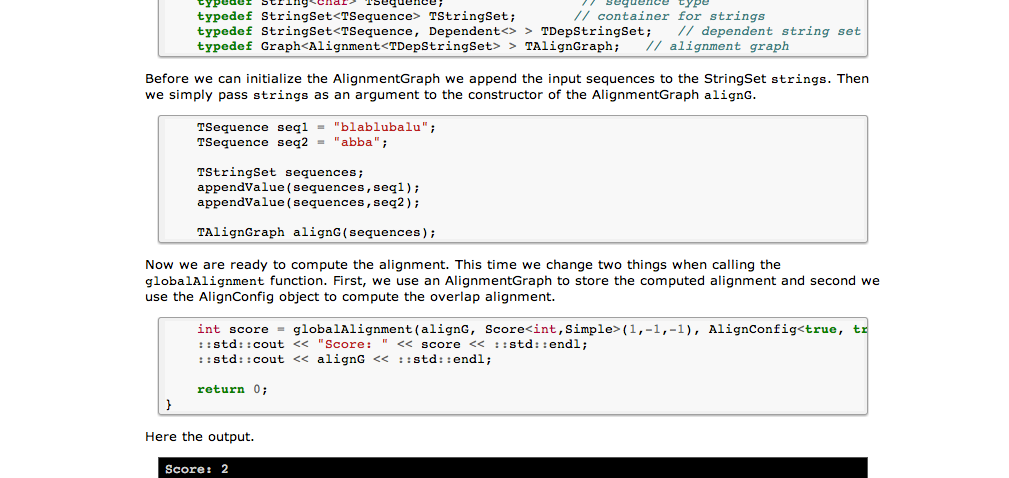 typedef String<char> TSequence; // sequence type
typedef StringSet<TSequence> TStringSet; // container for strings
typedef StringSet<TSequence, Dependent<> > TDepStringSet; // dependent string set
typedef Graph<Alignment<TDepStringSet> > TAlignGraph; // alignment graph
Before we can initialize the AlignmentGraph we append the input sequences to the StringSet strings. Then
we simply pass strings as an argument to the constructor of the AlignmentGraph alignG.
TSequence seq1 = "blablubalu";
TSequence seq2 = "abba";
TStringSet sequences;
appendValue(sequences,seq1);
appendValue(sequences,seq2);
TAlignGraph alignG(sequences);
Now we are ready to compute the alignment. This time we change two things when calling the
globalAlignment function. First, we use an AlignmentGraph to store the computed alignment and second we
use the AlignConfig object to compute the overlap alignment.
int score = globalAlignment(alignG, Score<int,Simple>(1,-1,-1), AlignConfig<true, tr
::std::cout << "Score: " << score << ::std::endl;
::std::cout << alignG << ::std::endl;
return 0;
}
Here the output.
Score: 2